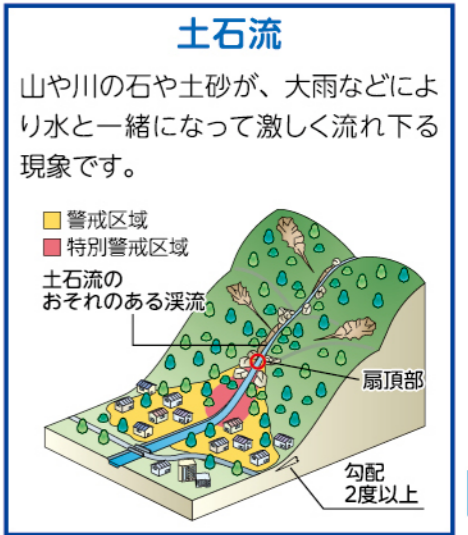 土石流
山や川の石や土砂が、大雨などによ
り水と一緒になって激しく流れ下る
現象です。
警戒区域
特別警戒区域
土石流の
おそれのある渓流
扇頂部
勾配
2度以上